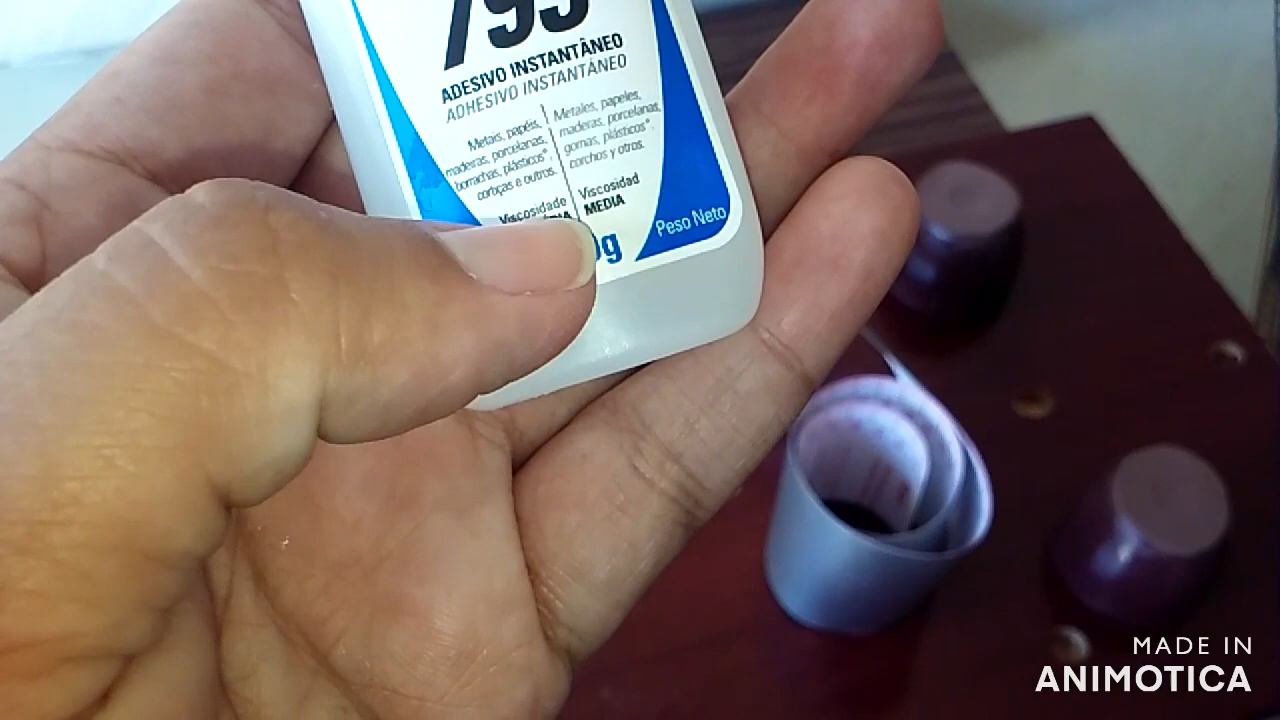 793
ADESIVO INSTANTÂNEO
ADHESIVO INSTANTÁNEO
Metais, papéis,
madeiras, porcelanas,
borrachas, plásticos*,
cortiças e outros.
Metales, papeles,
maderas, porcelanas,
gomas, plásticos*,
corchos y otros.
Viscosidade
Viscosidad
MEDIA
Peso Neto
MADE IN
ANIMOTICA